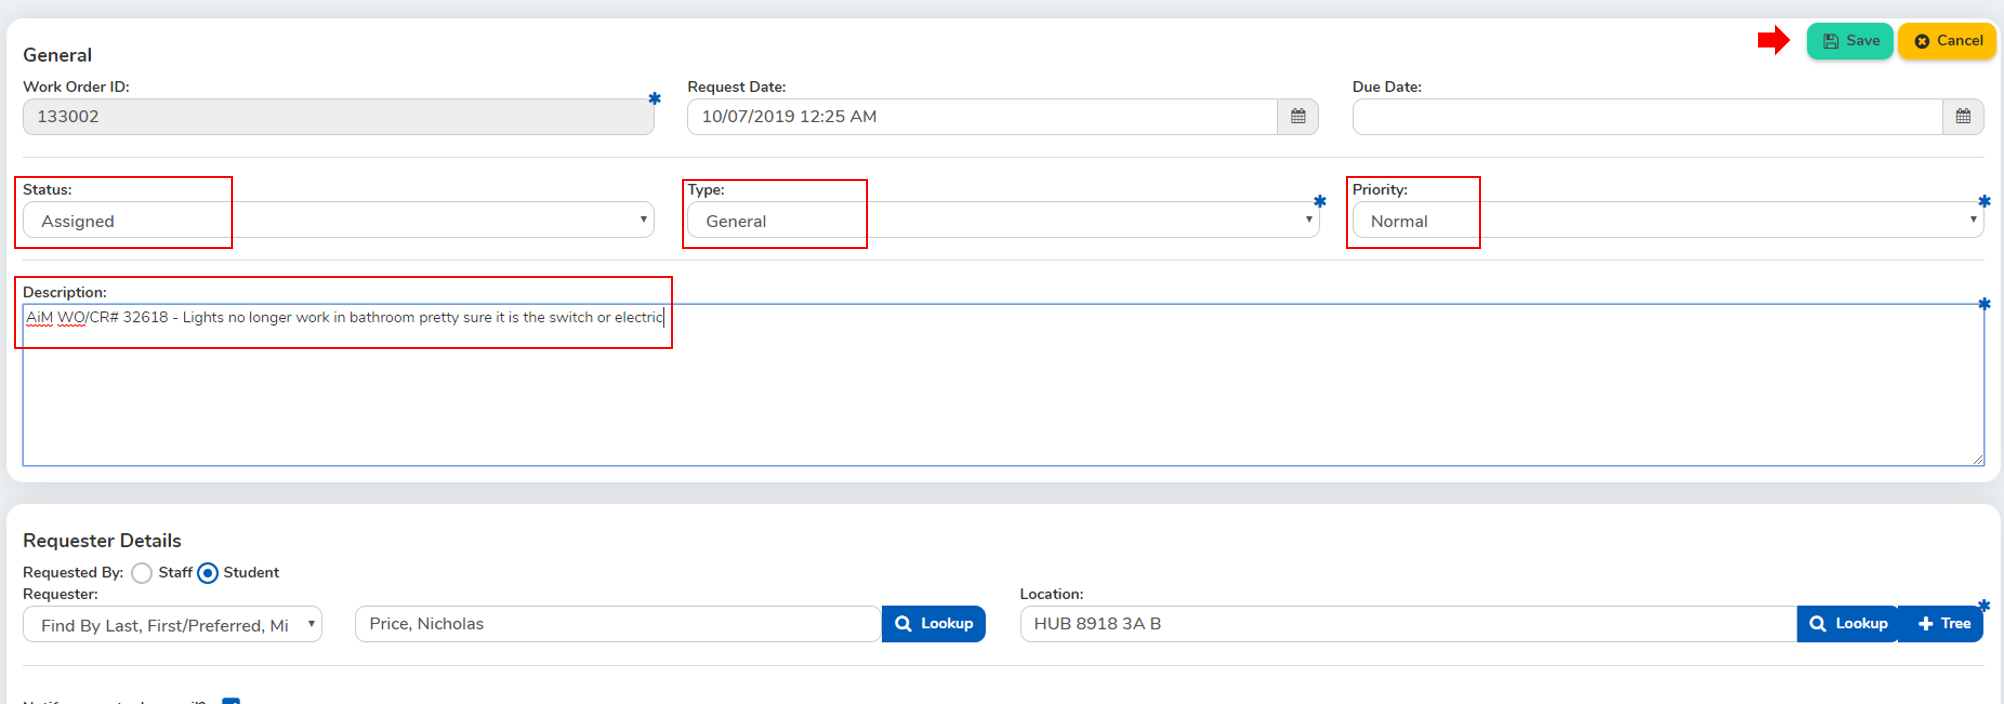 General
Save
Cancel
Work Order ID:
Request Date:
Due Date:
133002
10/07/2019 12:25 AM
Status:
Type:
Priority:
Assigned
General
Normal
Description:
AiM WO/CR# 32618 - Lights no longer work in bathroom pretty sure it is the switch or electric
Requester Details
Requested By: Staff Student
Requester:
Location:
Find By Last, First/Preferred, Mi
Price, Nicholas
Lookup
HUB 8918 3A B
Lookup
Tree